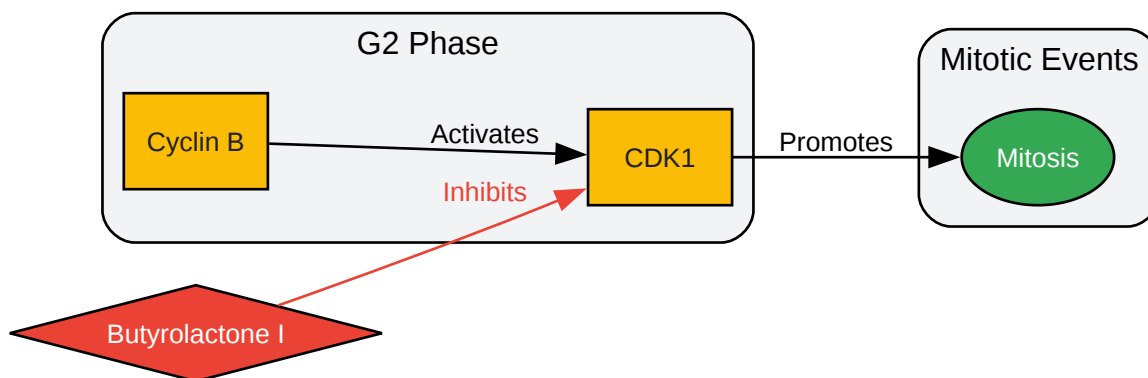 G2 Phase
Mitotic Events
Cyclin B
Activates
CDK1
Promotes
Mitosis
Inhibits
Butyrolactone I